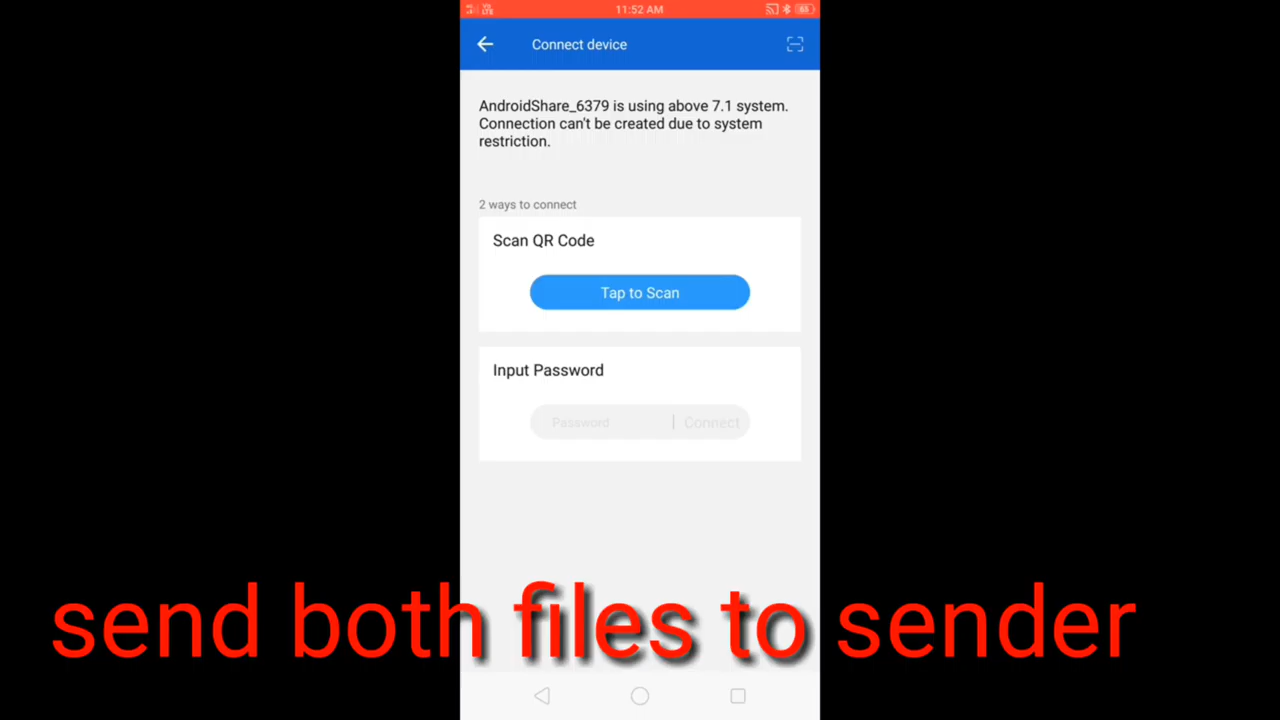 11:52 AM
65
Connect device
AndroidShare_6379 is using above 7.1 system.
Connection can't be created due to system
restriction.
2 ways to connect
Scan QR Code
Tap to Scan
Input Password
Password
Connect
send both files to sender